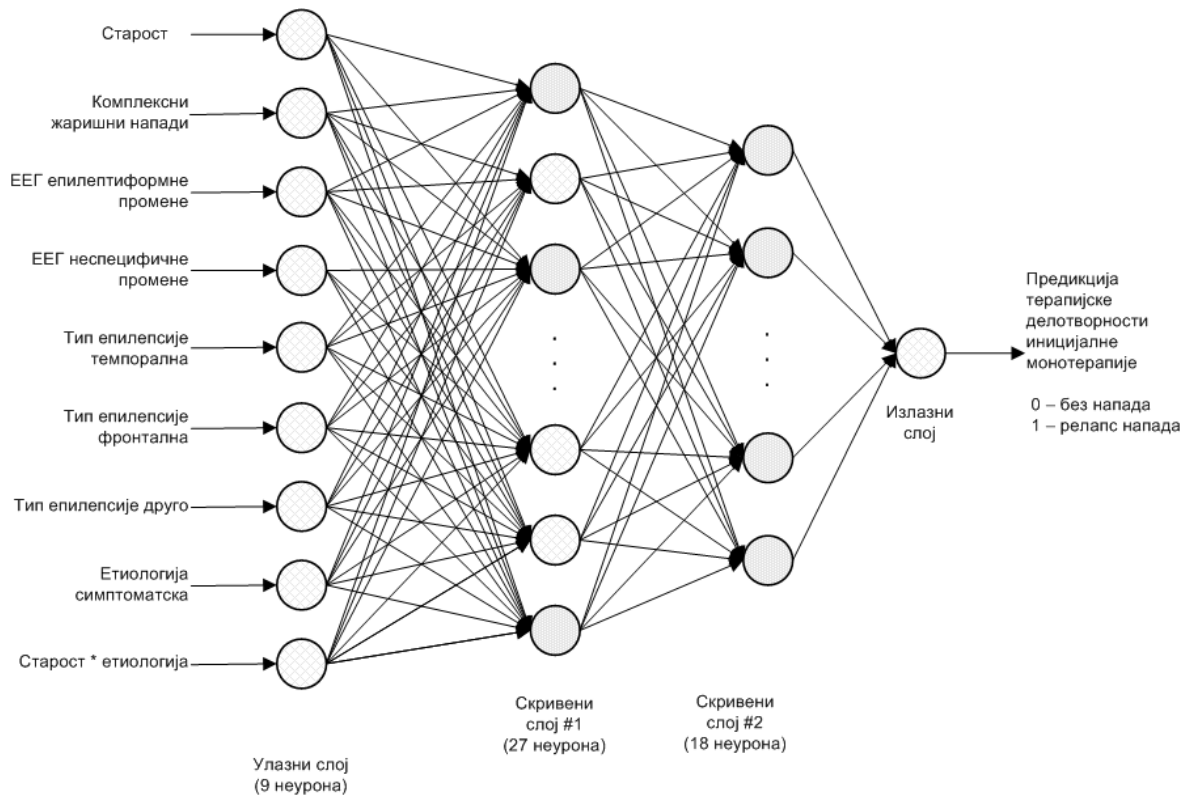 Старост
Комплексни
жаришни напади
ЕЕГ епилептиформне
промене
ЕЕГ неспецифичне
промене
Тип епилепсије
темпорална
Тип епилепсије
фронтална
Тип епилепсије друго
Етиологија
симптоматска
Старост * етиологија
Улазни слој
(9 неурона)
Скривени
слој #1
(27 неурона)
Скривени
слој #2
(18 неурона)
Излазни
слој
Предикција
терапијске
делотворности
иницијалне
монотерапије
0 – без напада
1 – релапс напада